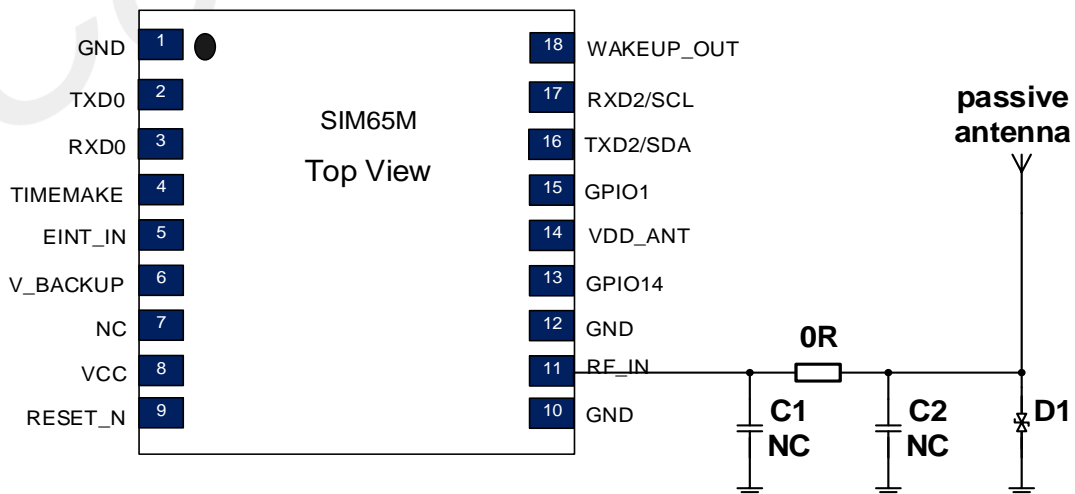 SIM65M
Top View
GND 1
TXD0 2
RXD0 3
TIMEMAKE 4
EINT_IN 5
V_BACKUP 6
NC 7
VCC 8
RESET_N 9
18 WAKEUP_OUT
17 RXD2/SCL
16 TXD2/SDA
15 GPIO1
14 VDD_ANT
13 GPIO14
12 GND
11 RF_IN
10 GND
passive
antenna
0R
C1
NC
C2
NC
D1